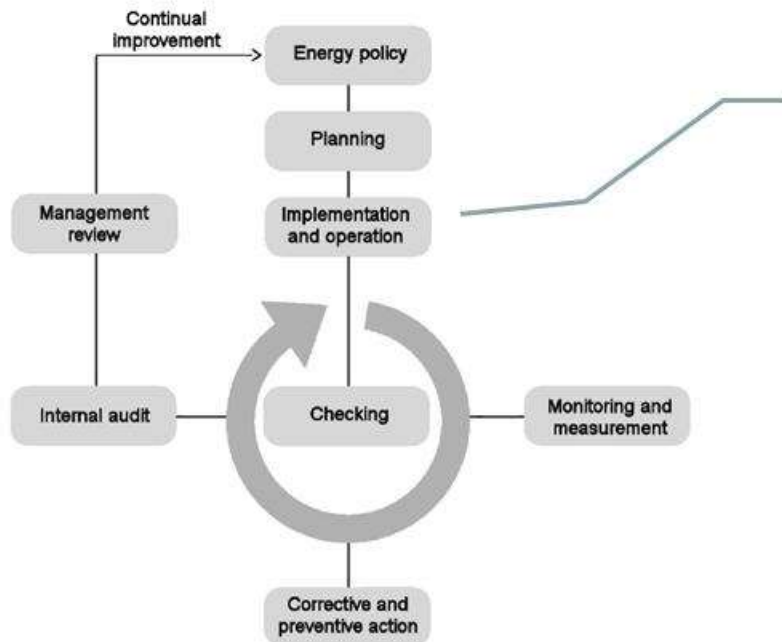 Continual
improvement
Energy policy
Planning
Management
review
Implementation
and operation
Internal audit
Checking
Monitoring and
measurement
Corrective and
preventive action